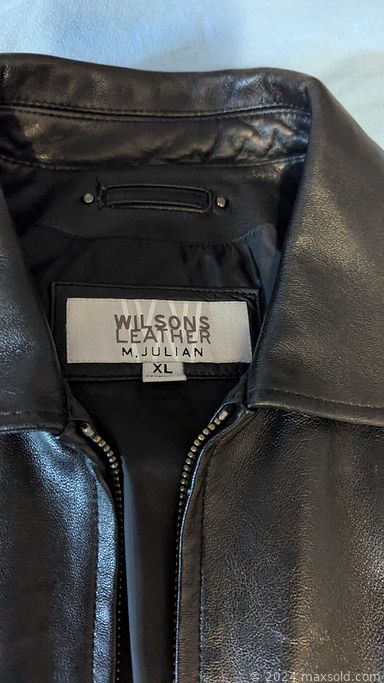 WILSONS
LEATHER
M. JULIAN
XL
© 2024 maxsold.com